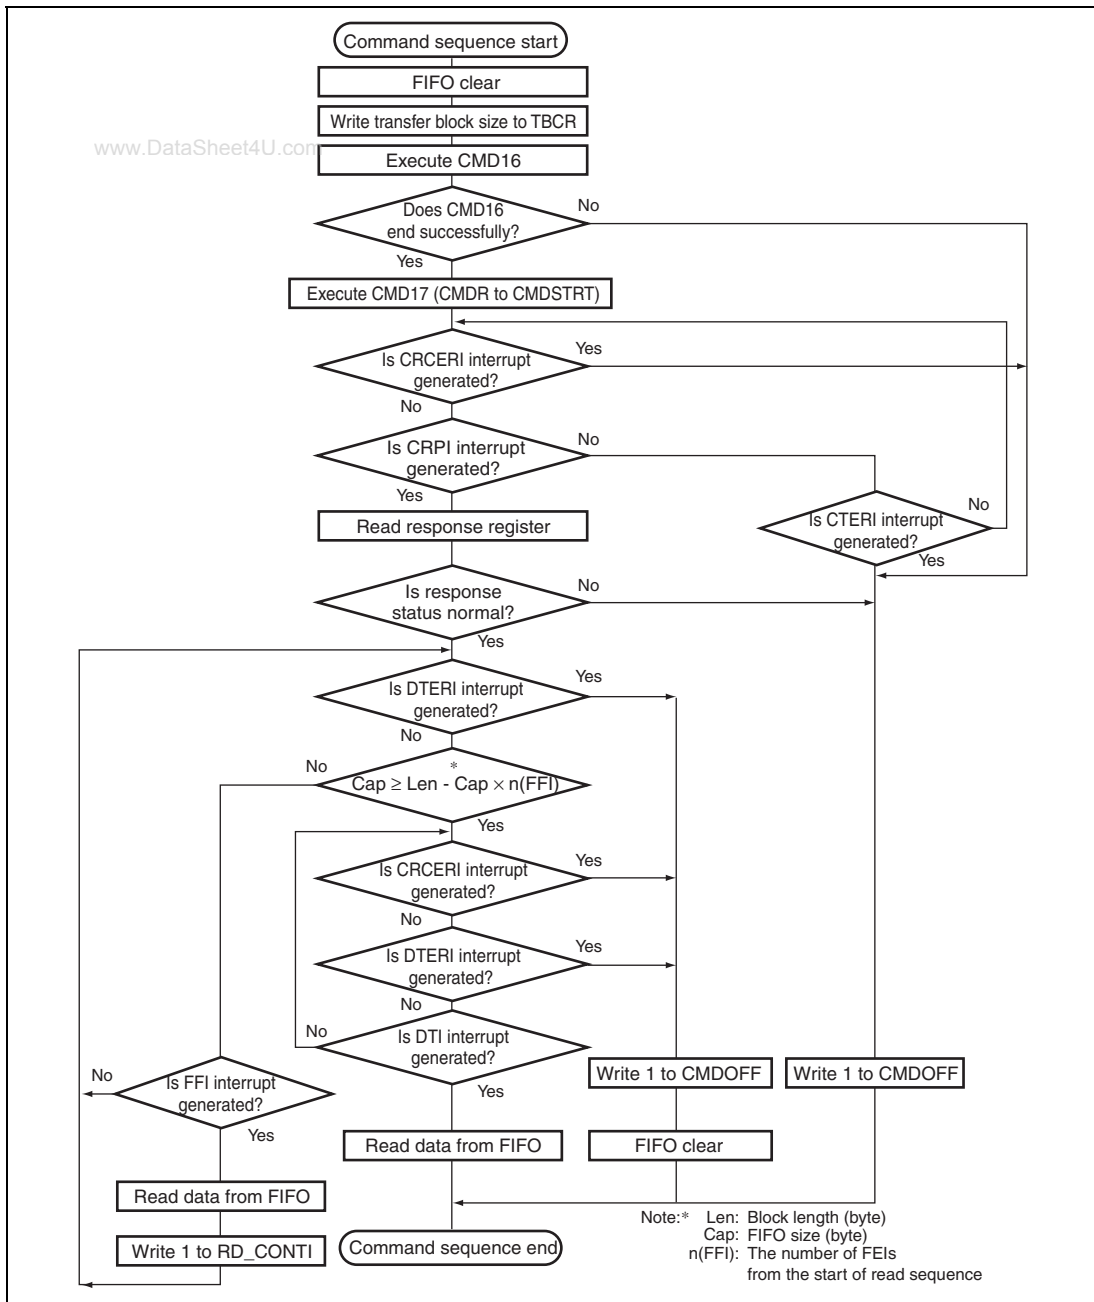 Command sequence start
FIFO clear
Write transfer block size to TBCR
www.DataSheet4U.com
Execute CMD16
Does CMD16
end successfully?
No
Yes
Execute CMD17 (CMDR to CMDSTRT)
Is CRCERI interrupt
generated?
Yes
No
Is CRPI interrupt
generated?
No
Yes
Is CTERI interrupt
generated?
No
Yes
Read response register
Is response
status normal?
No
Yes
Is DTERI interrupt
generated?
Yes
No
*
Cap ≥ Len - Cap × n(FFI)
No
Yes
Is CRCERI interrupt
generated?
Yes
No
Is DTERI interrupt
generated?
Yes
No
Is DTI interrupt
generated?
No
Yes
Is FFI interrupt
generated?
No
Yes
Write 1 to CMDOFF
Write 1 to CMDOFF
Read data from FIFO
FIFO clear
Read data from FIFO
Write 1 to RD_CONTI
Command sequence end
Note:* Len: Block length (byte)
Cap: FIFO size (byte)
n(FFI): The number of FEIs
from the start of read sequence